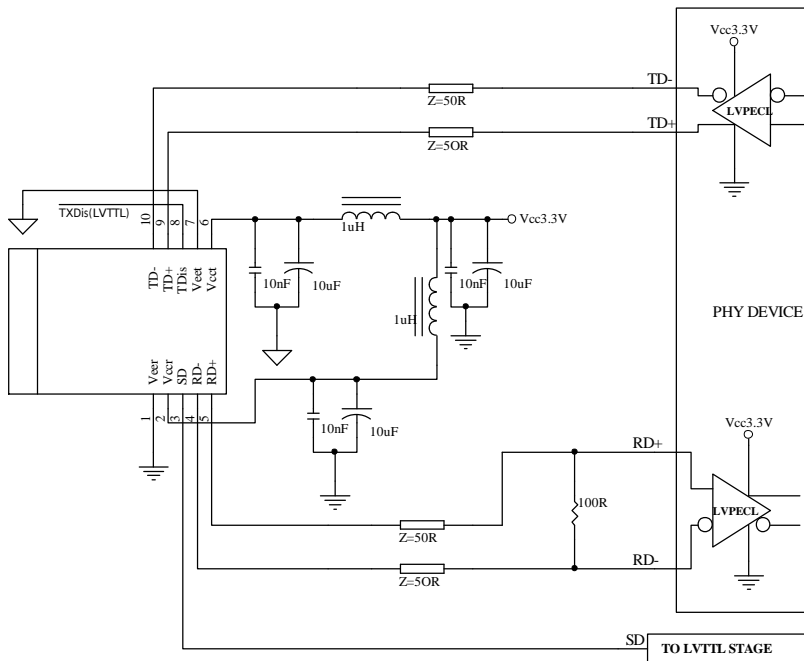 Vcc3.3V
TD-
LVPECL
Z=50R
TD+
Z=5OR
TXDis(LVTTL)
10
9
8
7
6
1uH
Vcc3.3V
TD-
TD+
TDis
Veet
Vcct
10nF
10uF
10nF
10uF
1uH
PHY DEVICE
Veer
Vccr
SD
RD-
RD+
1
2
3
4
5
10nF
10uF
Vcc3.3V
RD+
100R
LVPECL
Z=50R
RD-
Z=5OR
SD
TO LVTTL STAGE